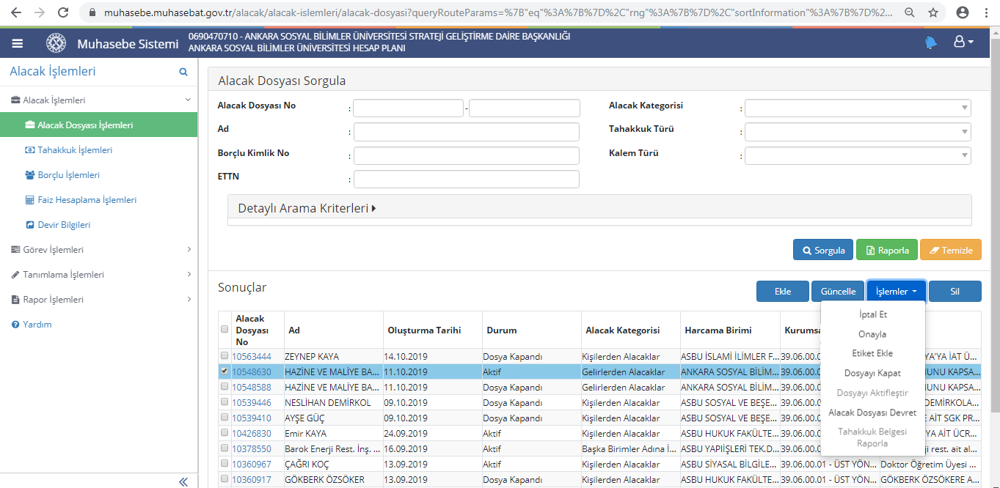 muhasebe.muhasebat.gov.tr/alacak/alacak-islemleri/alacak-dosyasi?queryRouteParams=%7B"eq"%3A%7B%7D%2C"rng"%3A%7B%7D%2C"sortInformation"%3A%7B%7D%2...
Muhasebe Sistemi
0690470710 - ANKARA SOSYAL BİLİMLER ÜNİVERSİTESİ STRATEJİ GELİŞTİRME DAİRE BAŞKANLIĞI
ANKARA SOSYAL BİLİMLER ÜNİVERSİTESİ HESAP PLANI
Alacak İşlemleri
Alacak İşlemleri
Alacak Dosyası İşlemleri
Tahakkuk İşlemleri
Borçlu İşlemleri
Faiz Hesaplama İşlemleri
Devir Bilgileri
Görev İşlemleri
Tanımlama İşlemleri
Rapor İşlemleri
Yardım
Alacak Dosyası Sorgula
Alacak Dosyası No : -
Alacak Kategorisi :
Ad :
Tahakkuk Türü :
Borçlu Kimlik No :
Kalem Türü :
ETTN :
Detaylı Arama Kriterleri
Sorgula Raporla Temizle
Sonuçlar
Ekle Güncelle İşlemler Sil
İptal Et
Onayla
Etiket Ekle
Dosyayı Kapat
Dosyayı Aktifleştir
Alacak Dosyası Devret
Tahakkuk Belgesi
Raporla
Alacak Dosyası No Ad Oluşturma Tarihi Durum Alacak Kategorisi Harcama Birimi Kurumsa
10563444 ZEYNEP KAYA 14.10.2019 Dosya Kapandı Kişilerden Alacaklar ASBU İSLAMİ İLİMLER F... 39.06.00.0 YA'YA İAT Ü...
10548630 HAZİNE VE MALİYE BA... 11.10.2019 Aktif Gelirlerden Alacaklar ANKARA SOSYAL BİLİM... 39.06.00.0 NUNU KAPSA...
10548588 HAZİNE VE MALİYE BA... 11.10.2019 Dosya Kapandı Gelirlerden Alacaklar ANKARA SOSYAL BİLİM... 39.06.00.0 NUNU KAPSA...
10539446 NESLİHAN DEMİRKOL 09.10.2019 Dosya Kapandı Kişilerden Alacaklar ASBU SOSYAL VE BEŞE... 39.06.00.0 DEMİRKOLA...
10539410 AYŞE GÜÇ 09.10.2019 Dosya Kapandı Kişilerden Alacaklar ASBU SOSYAL VE BEŞE... 39.06.00.0 E AİT SGK PR...
10426830 Emir KAYA 24.09.2019 Aktif Kişilerden Alacaklar ASBU HUKUK FAKÜLTE... 39.06.00.0 YA AİT ÜCR...
10378550 Barok Enerji Rest. İnş. ... 16.09.2019 Aktif Başka Birimler Adına İ... ASBU YAPIİŞLERİ TEK.D... 39.06.00.0 ji rest. ait al...
10360967 ÇAĞRI KOÇ 13.09.2019 Aktif Kişilerden Alacaklar ASBU SİYASAL BİLGİLE... 39.06.00.01 - ÜST YÖN... Doktor Öğretim Üyesi ...
10360917 GÖKBERK ÖZSÖKER 13.09.2019 Dosya Kapandı Kişilerden Alacaklar ASBU HUKUK FAKÜLTE... 39.06.00.01 - ÜST YÖN... GÖKBERK ÖZSÖKERE A...